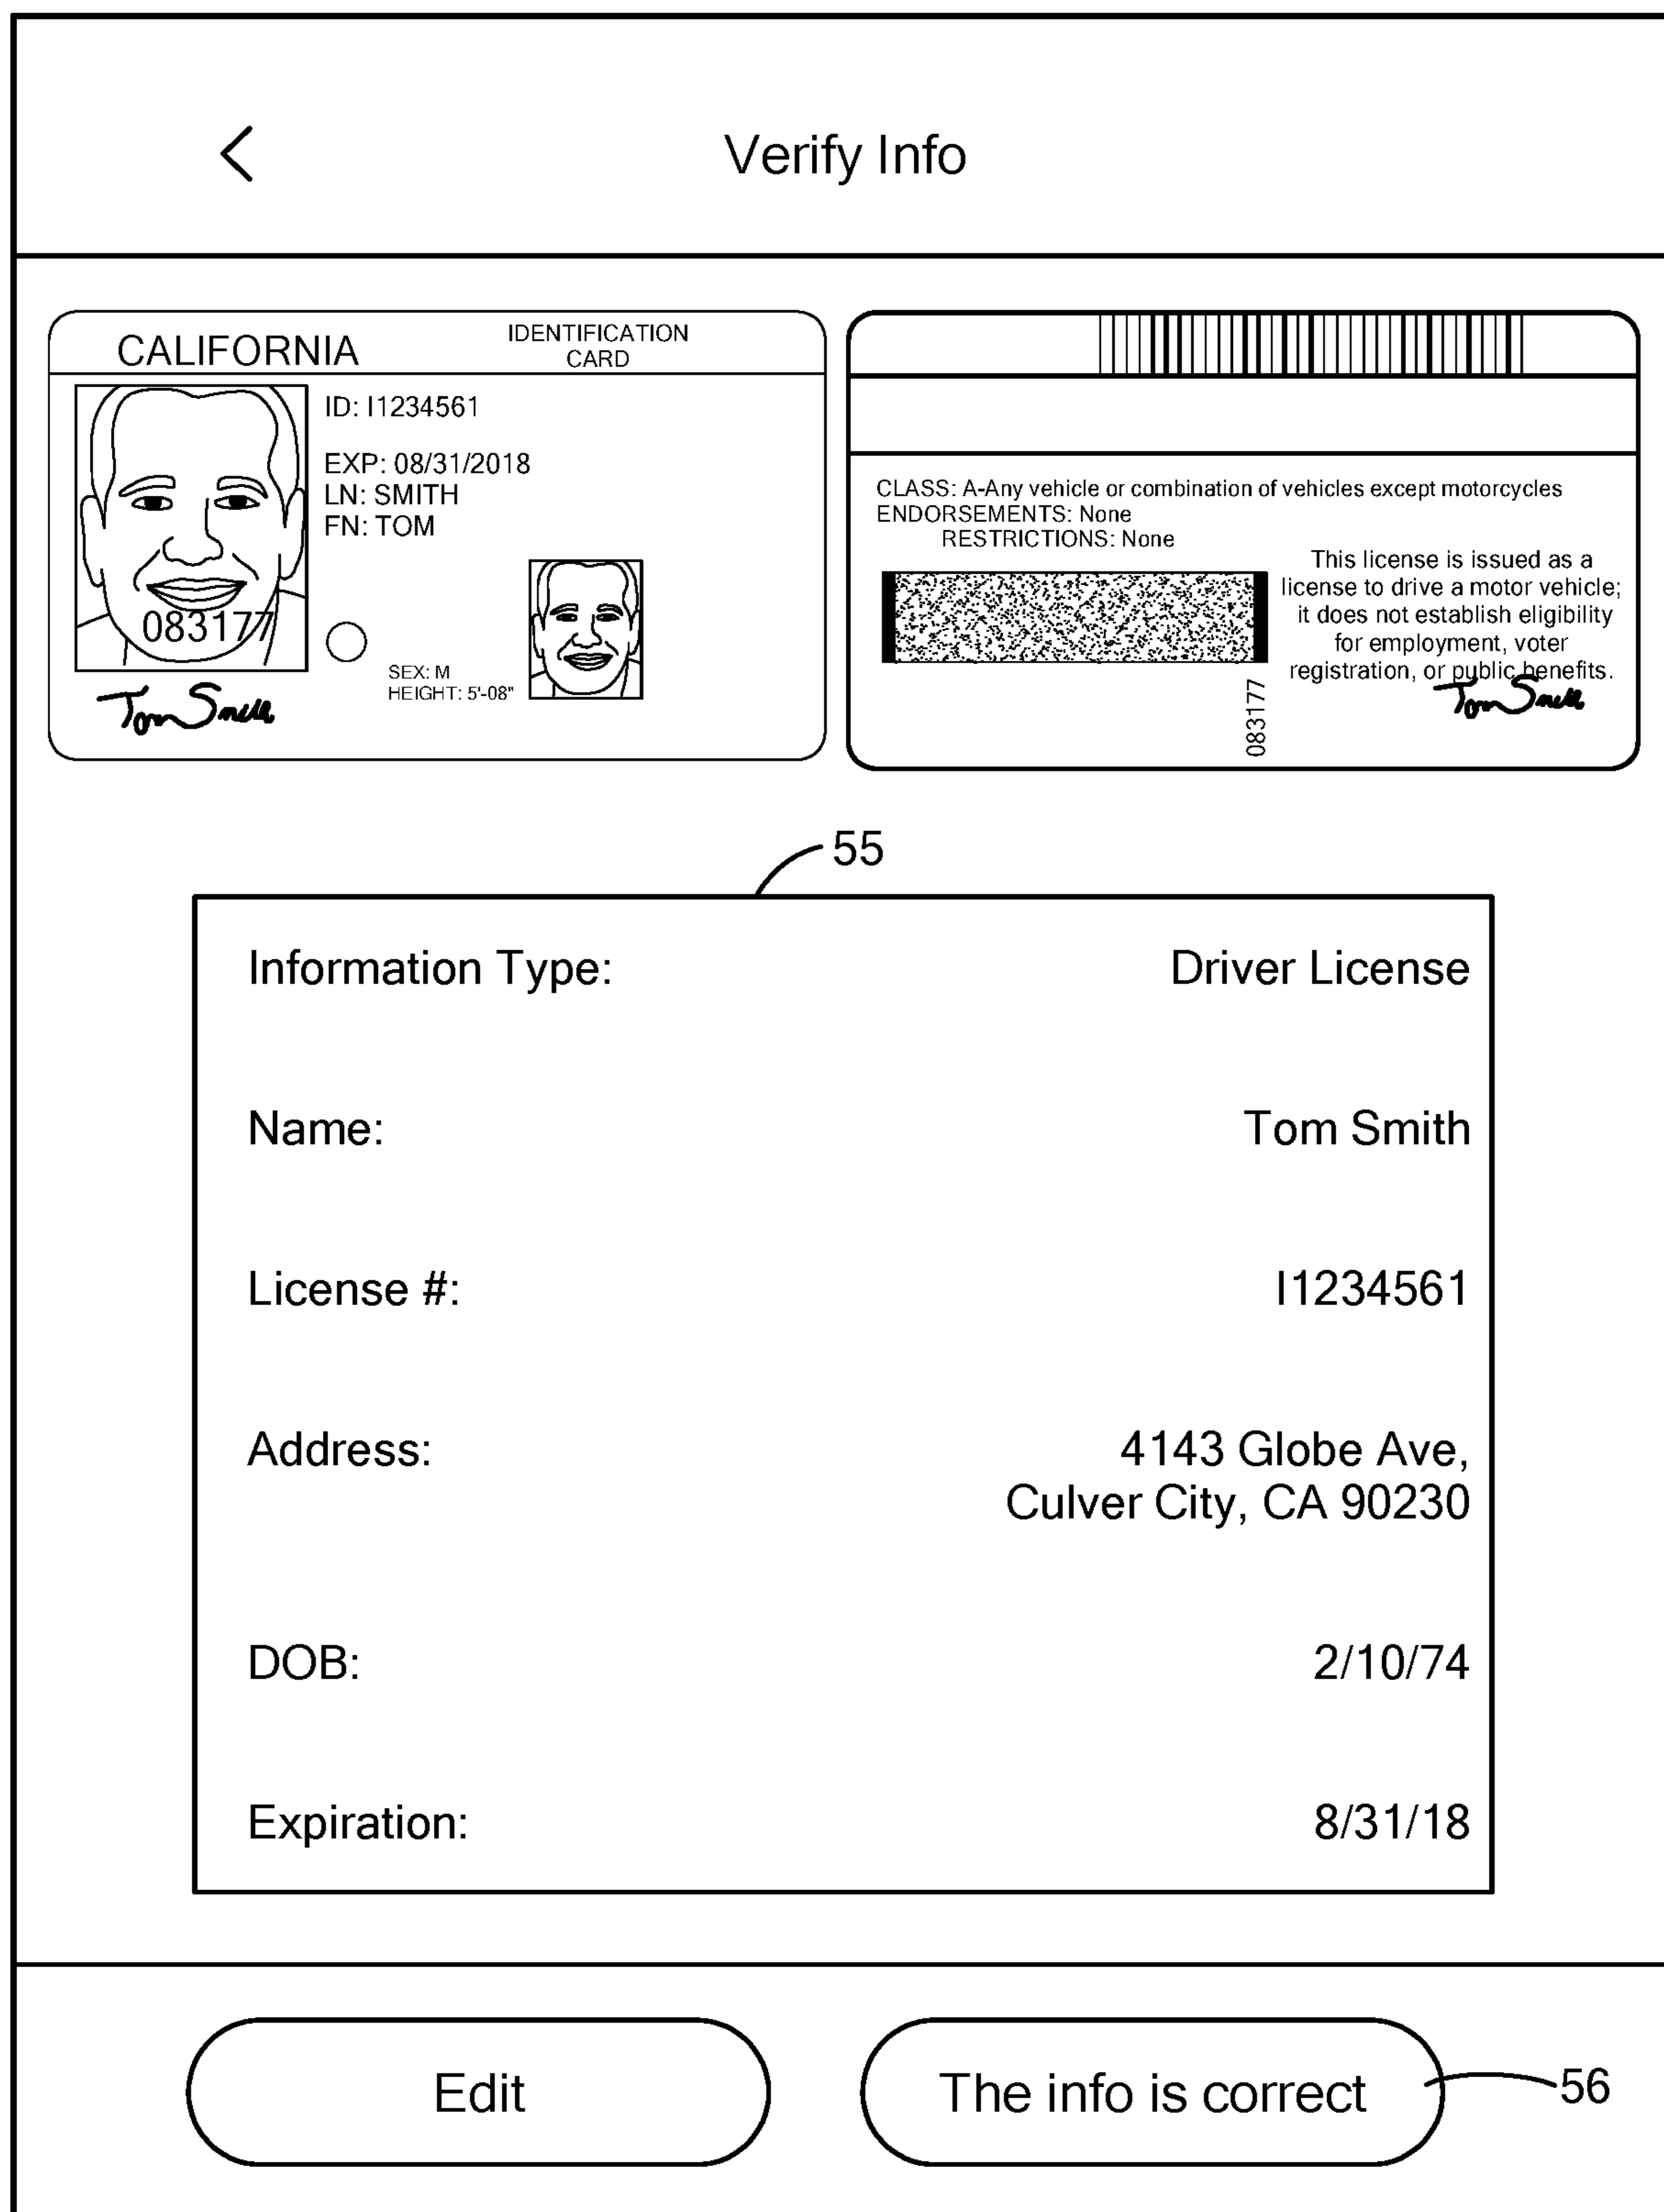 Verify Info
CALIFORNIA
IDENTIFICATION
CARD
ID: I1234561
EXP: 08/31/2018
LN: SMITH
FN: TOM
083177
SEX: M
HEIGHT: 5'-08"
Tom Smith
CLASS: A-Any vehicle or combination of vehicles except motorcycles
ENDORSEMENTS: None
RESTRICTIONS: None
This license is issued as a
license to drive a motor vehicle;
it does not establish eligibility
for employment, voter
registration, or public benefits.
Tom Smith
083177
55
Information Type: Driver License
Name: Tom Smith
License #: I1234561
Address: 4143 Globe Ave,
Culver City, CA 90230
DOB: 2/10/74
Expiration: 8/31/18
Edit
The info is correct
56